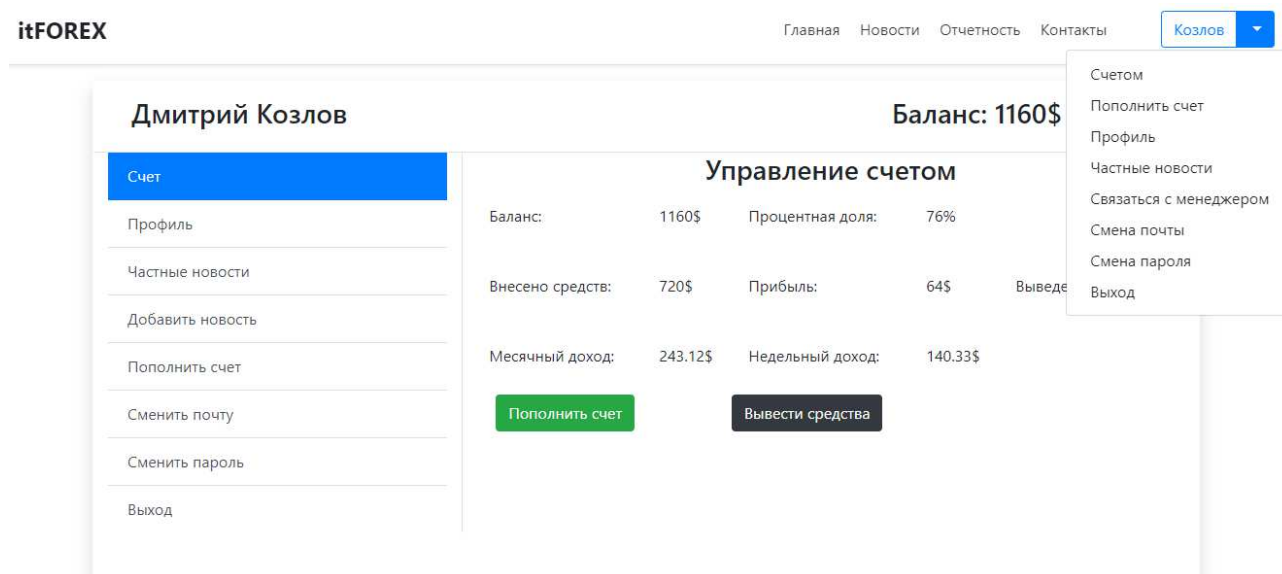 itFOREX
Главная Новости Отчетность Контакты Козлов
Счетом
Пополнить счет
Профиль
Частные новости
Связаться с менеджером
Смена почты
Смена пароля
Выход
Дмитрий Козлов Баланс: 1160$
Счет
Профиль
Частные новости
Добавить новость
Пополнить счет
Сменить почту
Сменить пароль
Выход
Управление счетом
Баланс: 1160$ Процентная доля: 76%
Внесено средств: 720$ Прибыль: 64$ Выведе
Месячный доход: 243.12$ Недельный доход: 140.33$
Пополнить счет Вывести средства